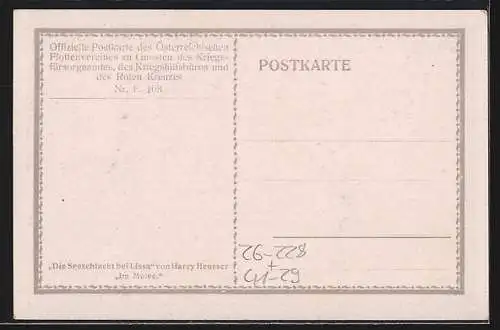 Offizielle Postkarte des Österreichischen
Flottenvereines zu Gunsten des Kriegs-
fürsorgeamtes, des Kriegshilfsbüros und
des Roten Kreuzes
Nr. F. 108
POSTKARTE
26-228
+
41-29
„Die Seeschlacht bei Lissa“ von Harry Heusser
„Im Molee.“